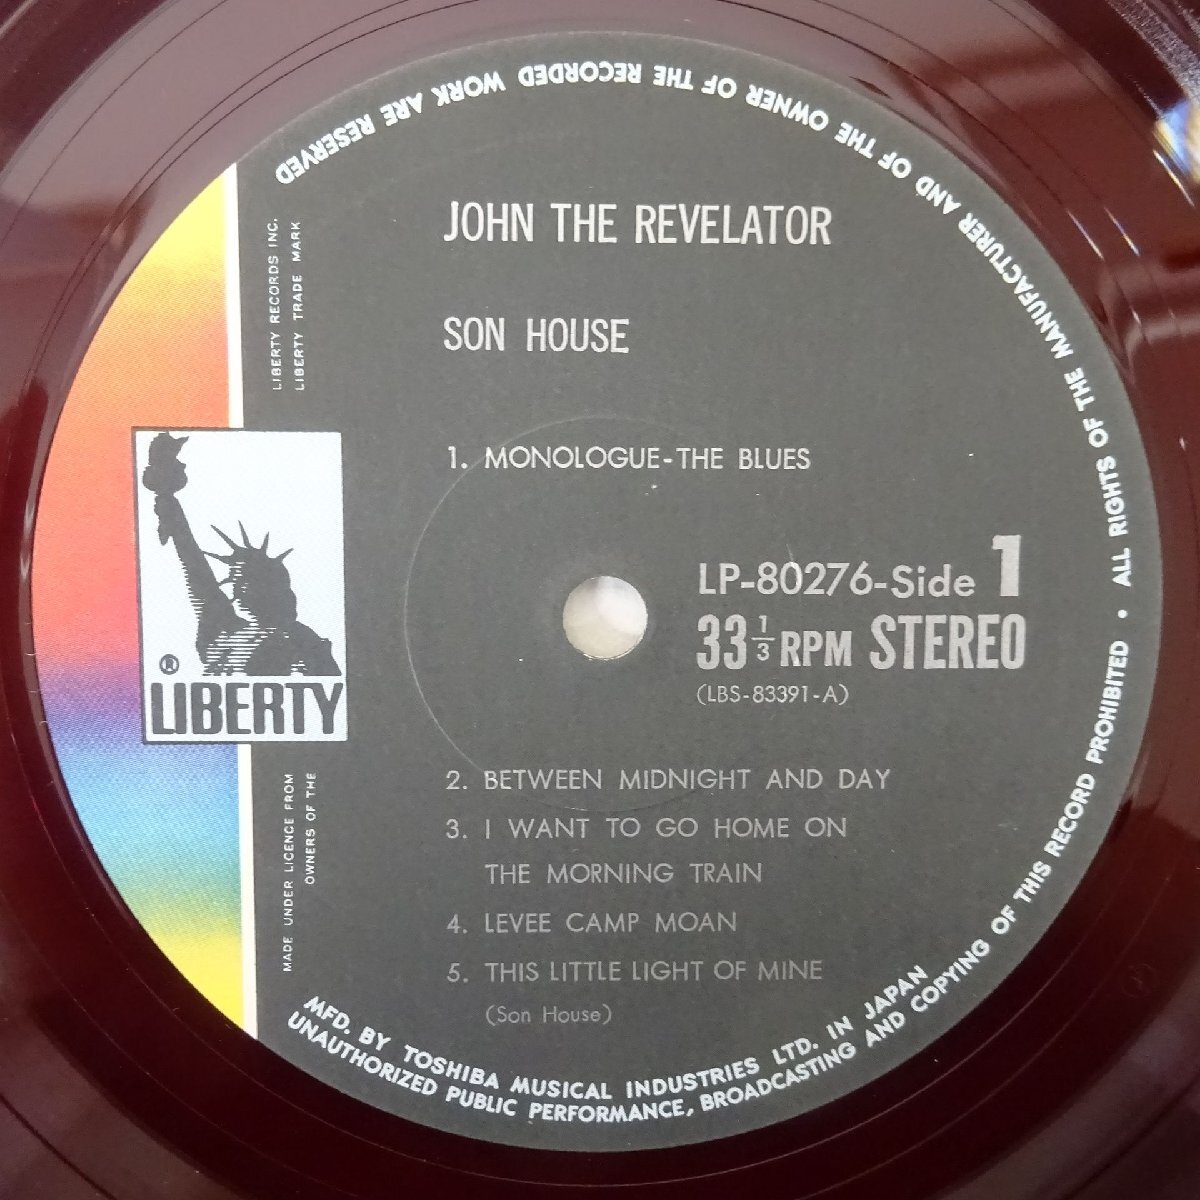 JOHN THE REVELATOR
SON HOUSE
1. MONOLOGUE-THE BLUES
LP-80276-Side 1
33 1/3 RPM STEREO
(LBS-83391-A)
2. BETWEEN MIDNIGHT AND DAY
3. I WANT TO GO HOME ON
THE MORNING TRAIN
4. LEVEE CAMP MOAN
5. THIS LITTLE LIGHT OF MINE
(Son House)
LIBERTY RECORDS INC.
LIBERTY TRADE MARK
®
LIBERTY
MADE UNDER LICENCE FROM
OWNERS OF THE
MFD. BY TOSHIBA MUSICAL INDUSTRIES LTD. IN JAPAN
UNAUTHORIZED PUBLIC PERFORMANCE, BROADCASTING AND COPYING OF THIS RECORD PROHIBITED • ALL RIGHTS OF THE MANUFACTURER AND OF THE OWNER OF THE RECORDED WORK ARE RESERVED